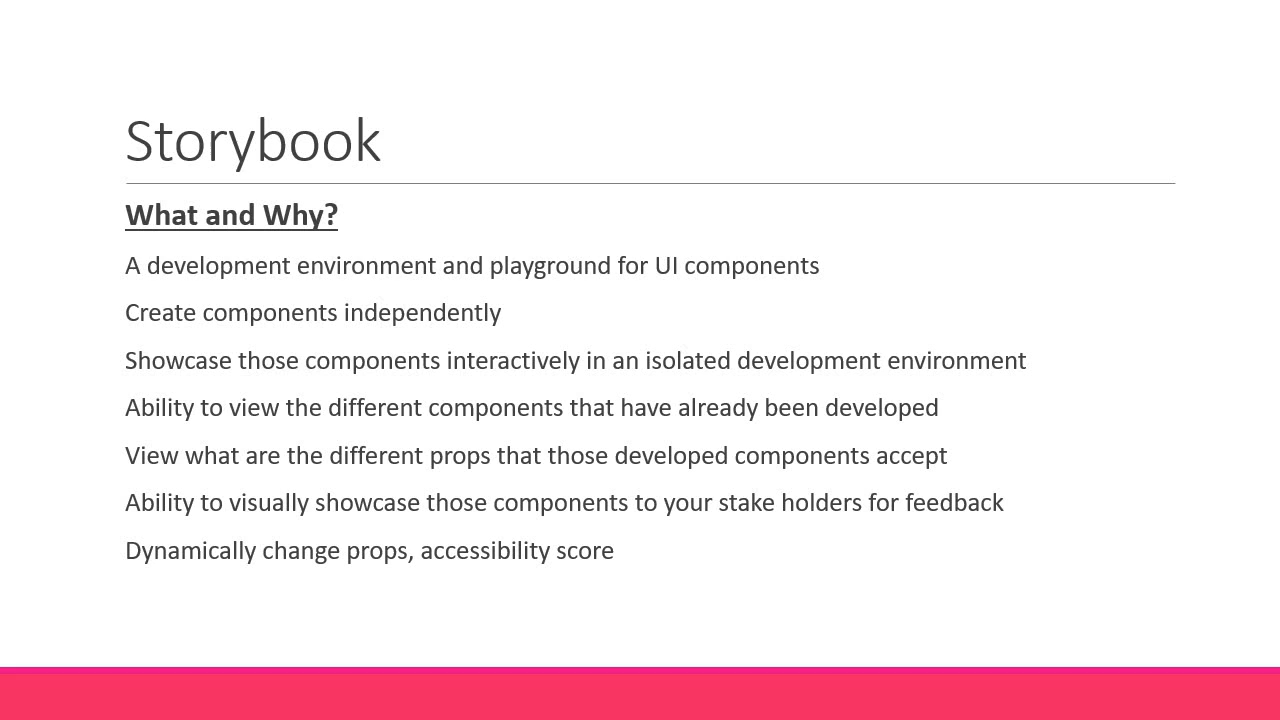 Storybook
What and Why?
A development environment and playground for UI components
Create components independently
Showcase those components interactively in an isolated development environment
Ability to view the different components that have already been developed
View what are the different props that those developed components accept
Ability to visually showcase those components to your stake holders for feedback
Dynamically change props, accessibility score